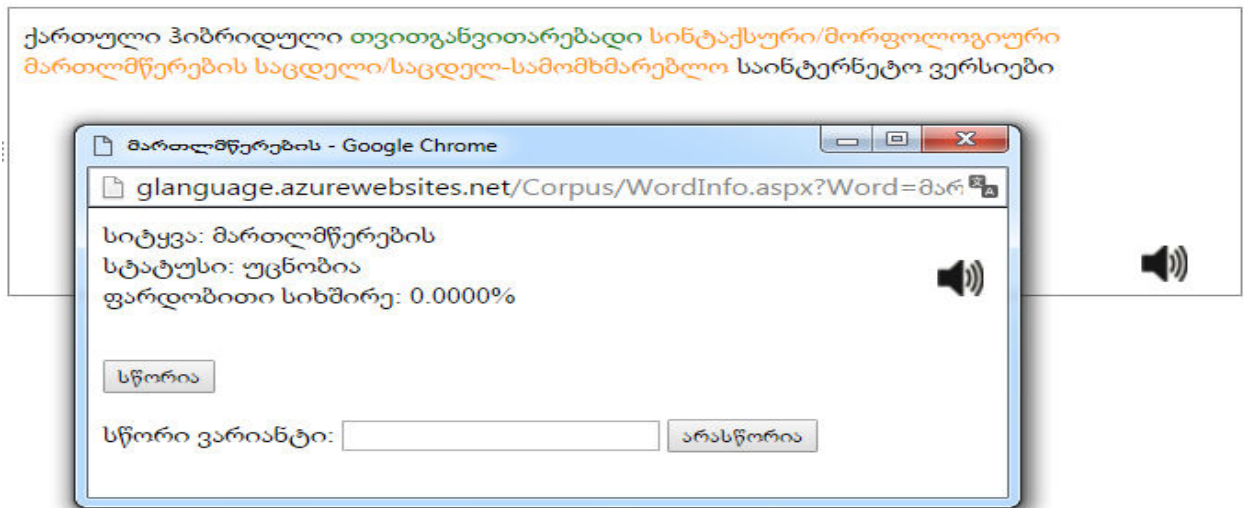 ქართული ჰიბრიდული თვითგანვითარებადი სინტაქსური/მორფოლოგიური
მართლმწერების საცდელი/საცდელ-სამომხმარებლო საინტერნეტო ვერსიები
მართლმწერების - Google Chrome
glanguage.azurewebsites.net/Corpus/WordInfo.aspx?Word=მარ
სიტყვა: მართლმწერების
სტატუსი: უცნობია
ფარდობითი სიხშირე: 0.0000%
სწორია
სწორი ვარიანტი: არასწორია